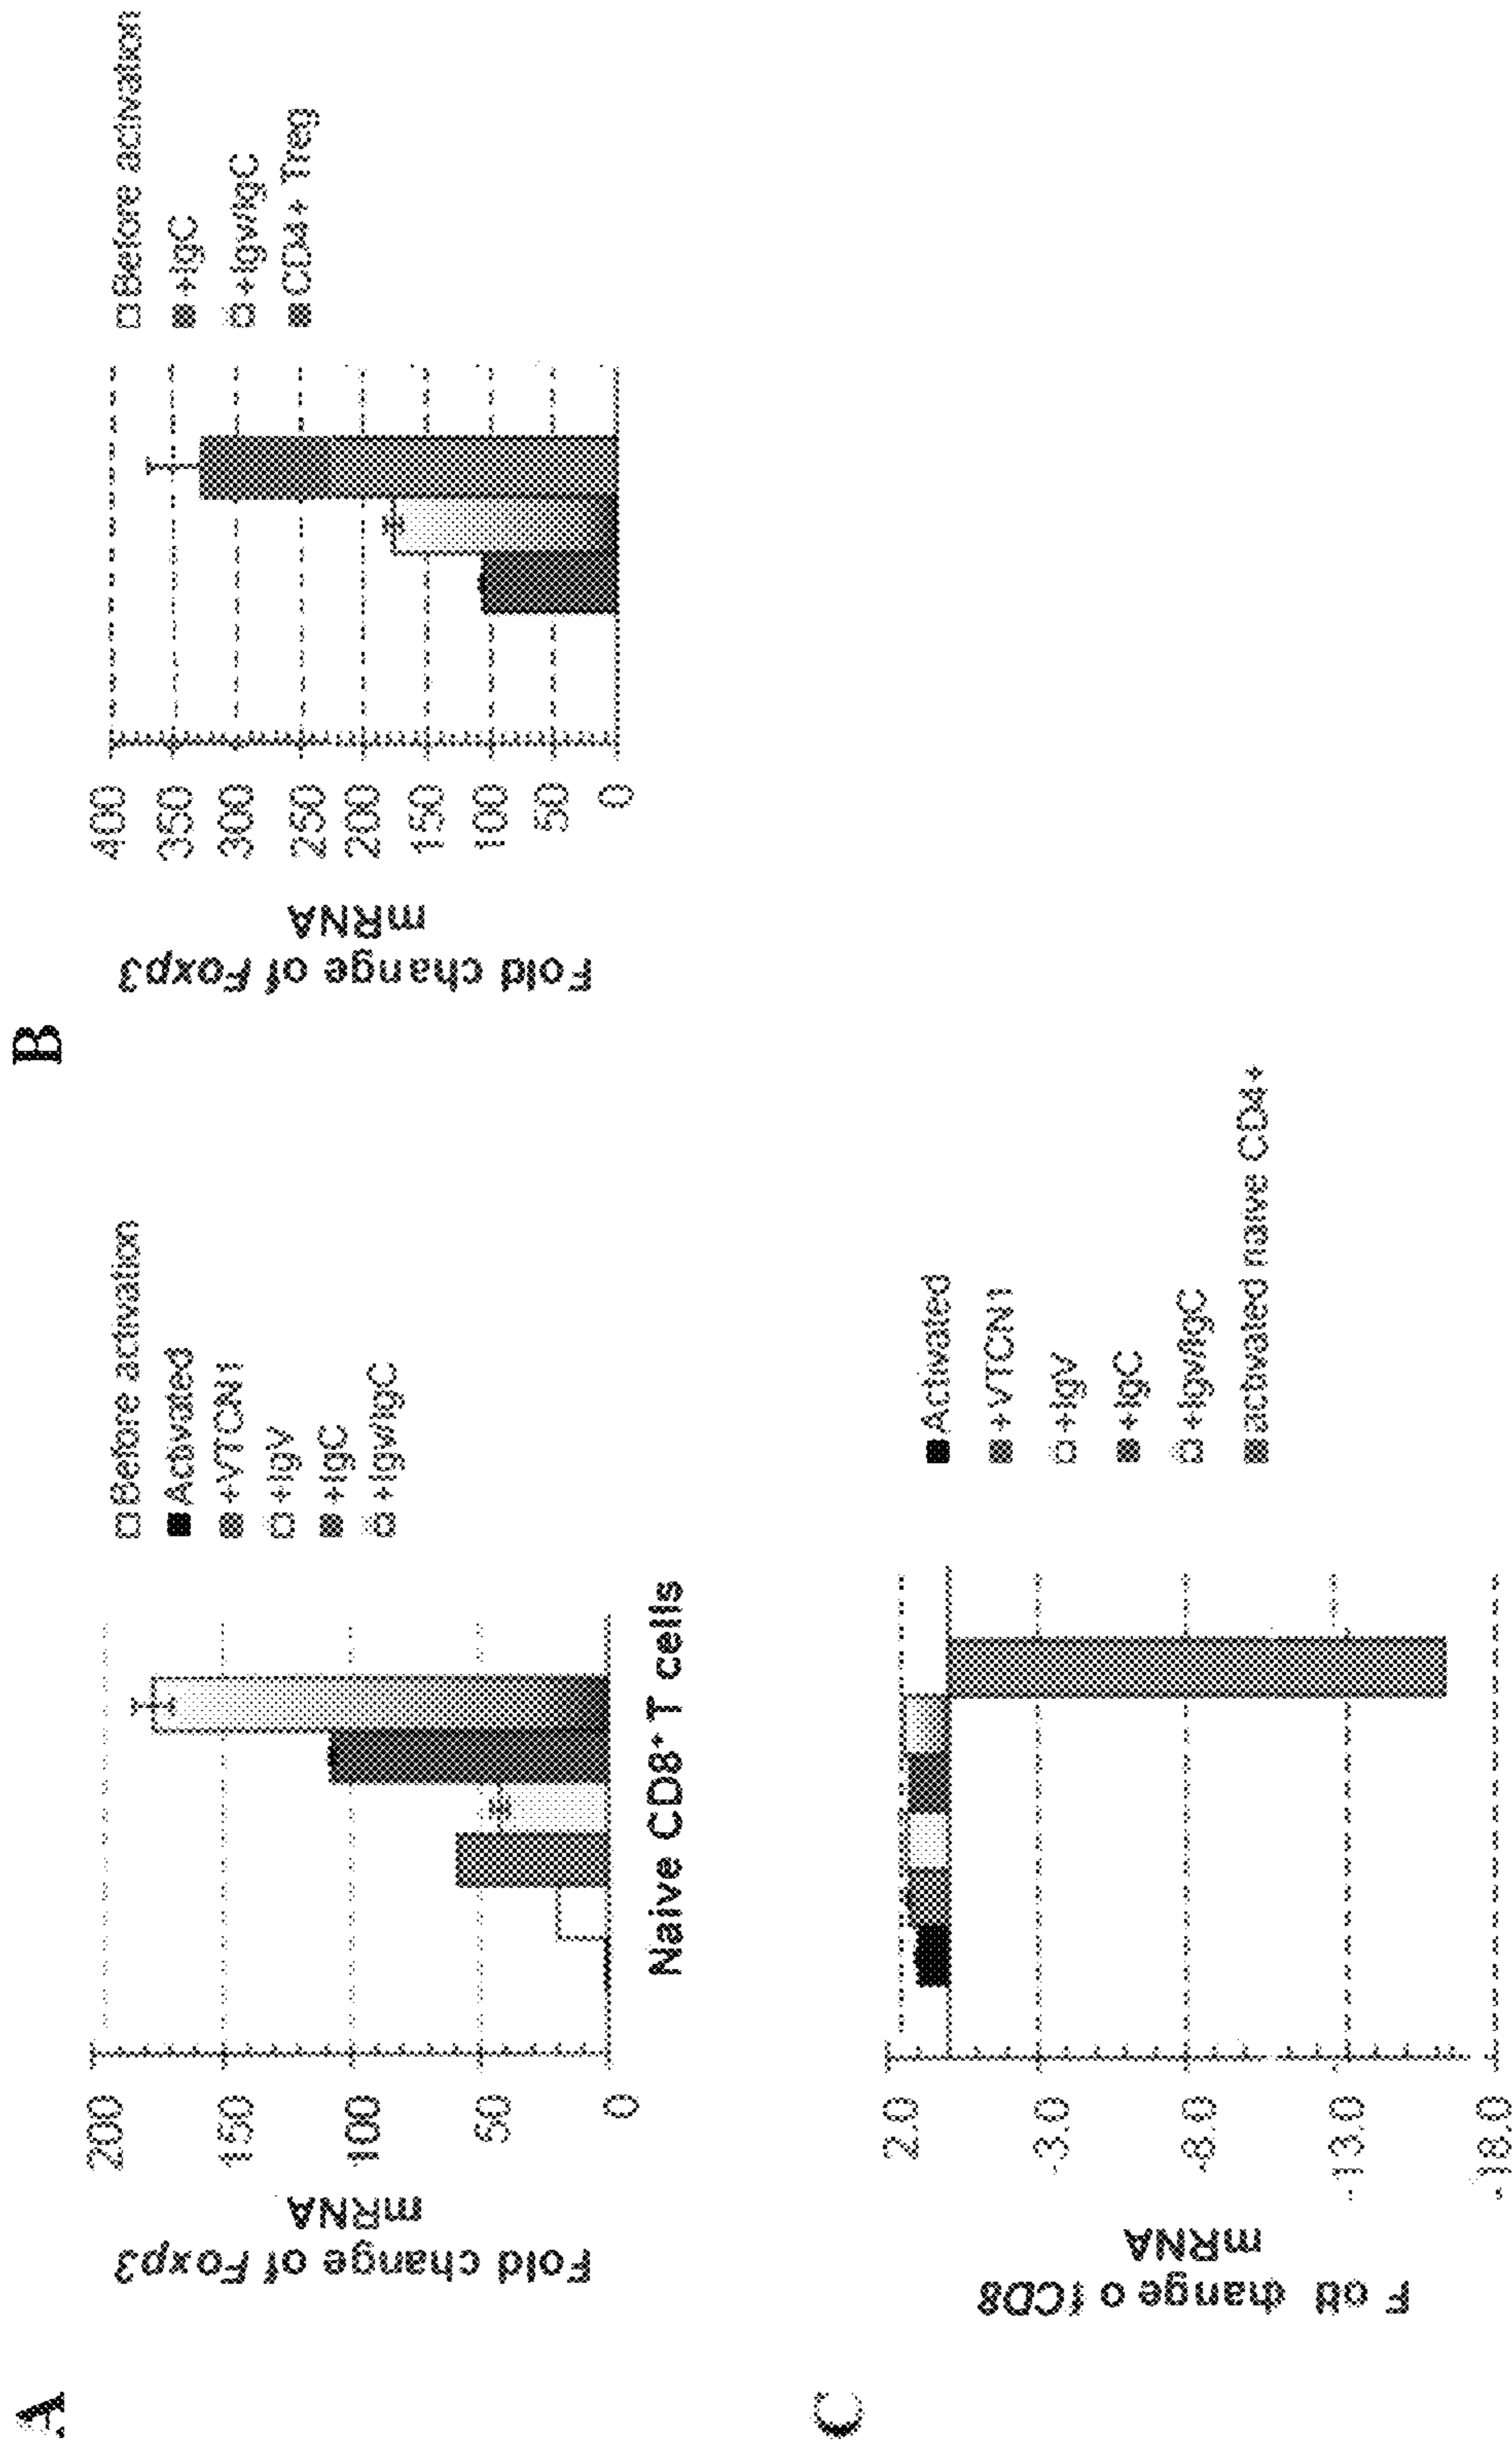 A
Fold change of Foxp3
mRNA
200
150
100
50
0
Naive CD8+ T cells
Before activation
Activated
+VTCN1
+IgV
+IgC
+Igv/IgC
B
Fold change of Foxp3
mRNA
400
350
300
250
200
150
100
50
0
Before activation
+IgC
+Igv/IgC
CD4+ Treg
C
F old change o fCD8
mRNA
2.0
-3.0
-8.0
-13.0
-18.0
Activated
+VTCN1
+IgV
+IgC
+Igv/IgC
activated naive CD4+